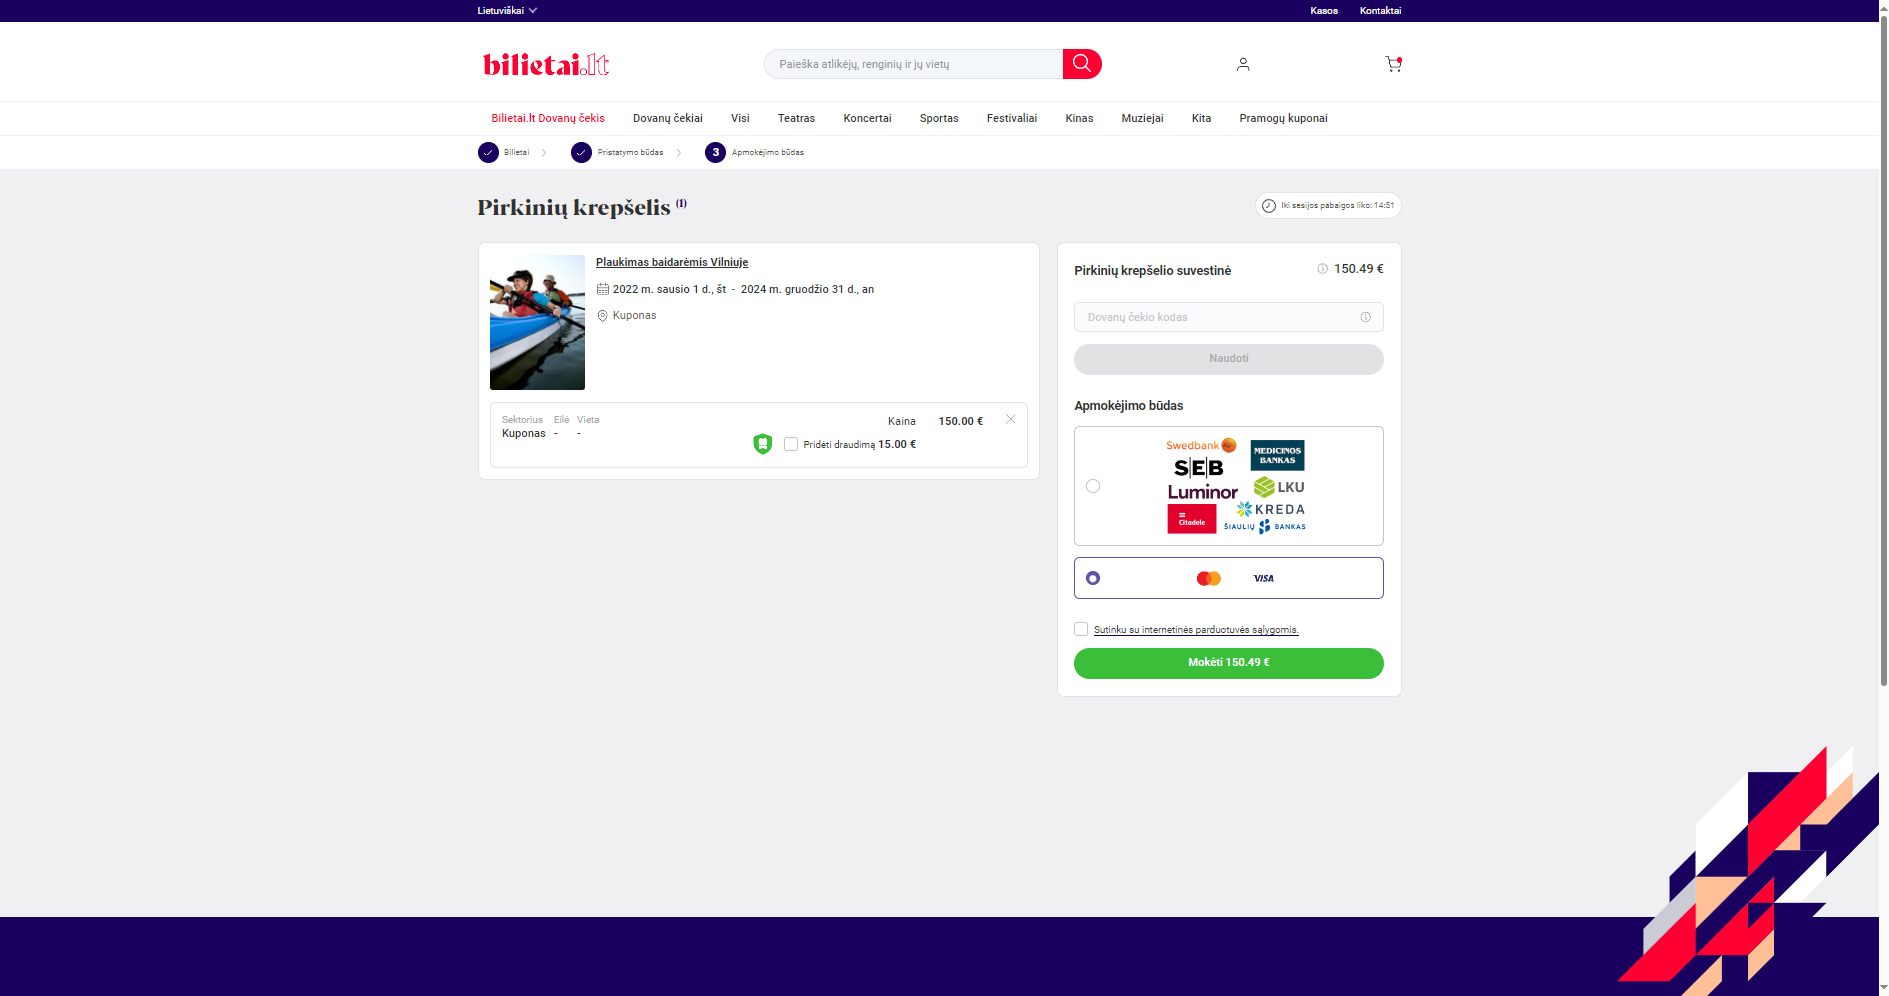 Lietuviškai
Kasos
Kontaktai
bilietai.lt
Paieška atlikėjų, renginių ir jų vietų
Bilietai.lt Dovanų čekis
Dovanų čekiai
Visi
Teatras
Koncertai
Sportas
Festivaliai
Kinas
Muziejai
Kita
Pramogų kuponai
Bilietai
Pristatymo būdas
3 Apmokėjimo būdas
Pirkinių krepšelis (1)
Iki sesijos pabaigos liko: 14:51
Plaukimas baidarėmis Vilniuje
2022 m. sausio 1 d., št - 2024 m. gruodžio 31 d., an
Kuponas
Sektorius Eilė Vieta
Kuponas - -
Kaina 150.00 €
Pridėti draudimą 15.00 €
Pirkinių krepšelio suvestinė
150.49 €
Dovanų čekio kodas
Naudoti
Apmokėjimo būdas
Swedbank
MEDICINOS
BANKAS
SEB
Luminor
LKU
KREDA
Citadele
ŠIAULIŲ BANKAS
VISA
Sutinku su internetinės parduotuvės sąlygomis.
Mokėti 150.49 €